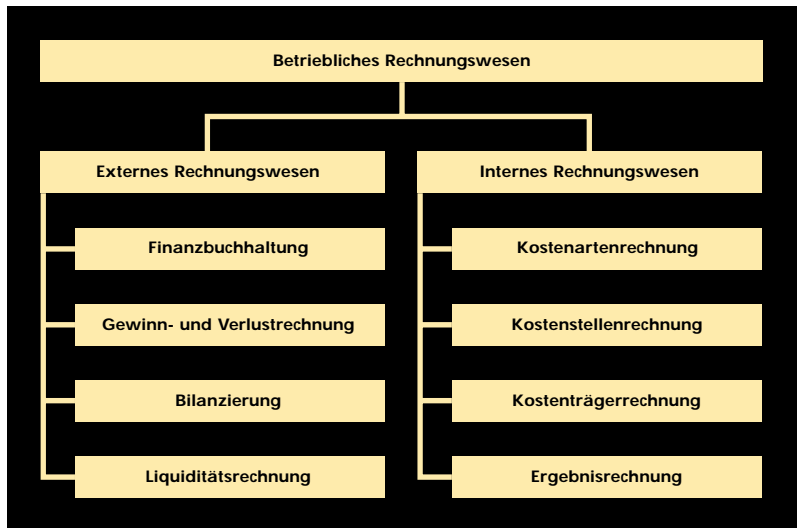 Betriebliches Rechnungswesen
Externes Rechnungswesen
Finanzbuchhaltung
Gewinn- und Verlustrechnung
Bilanzierung
Liquiditätsrechnung
Internes Rechnungswesen
Kostenartenrechnung
Kostenstellenrechnung
Kostenträgerrechnung
Ergebnisrechnung